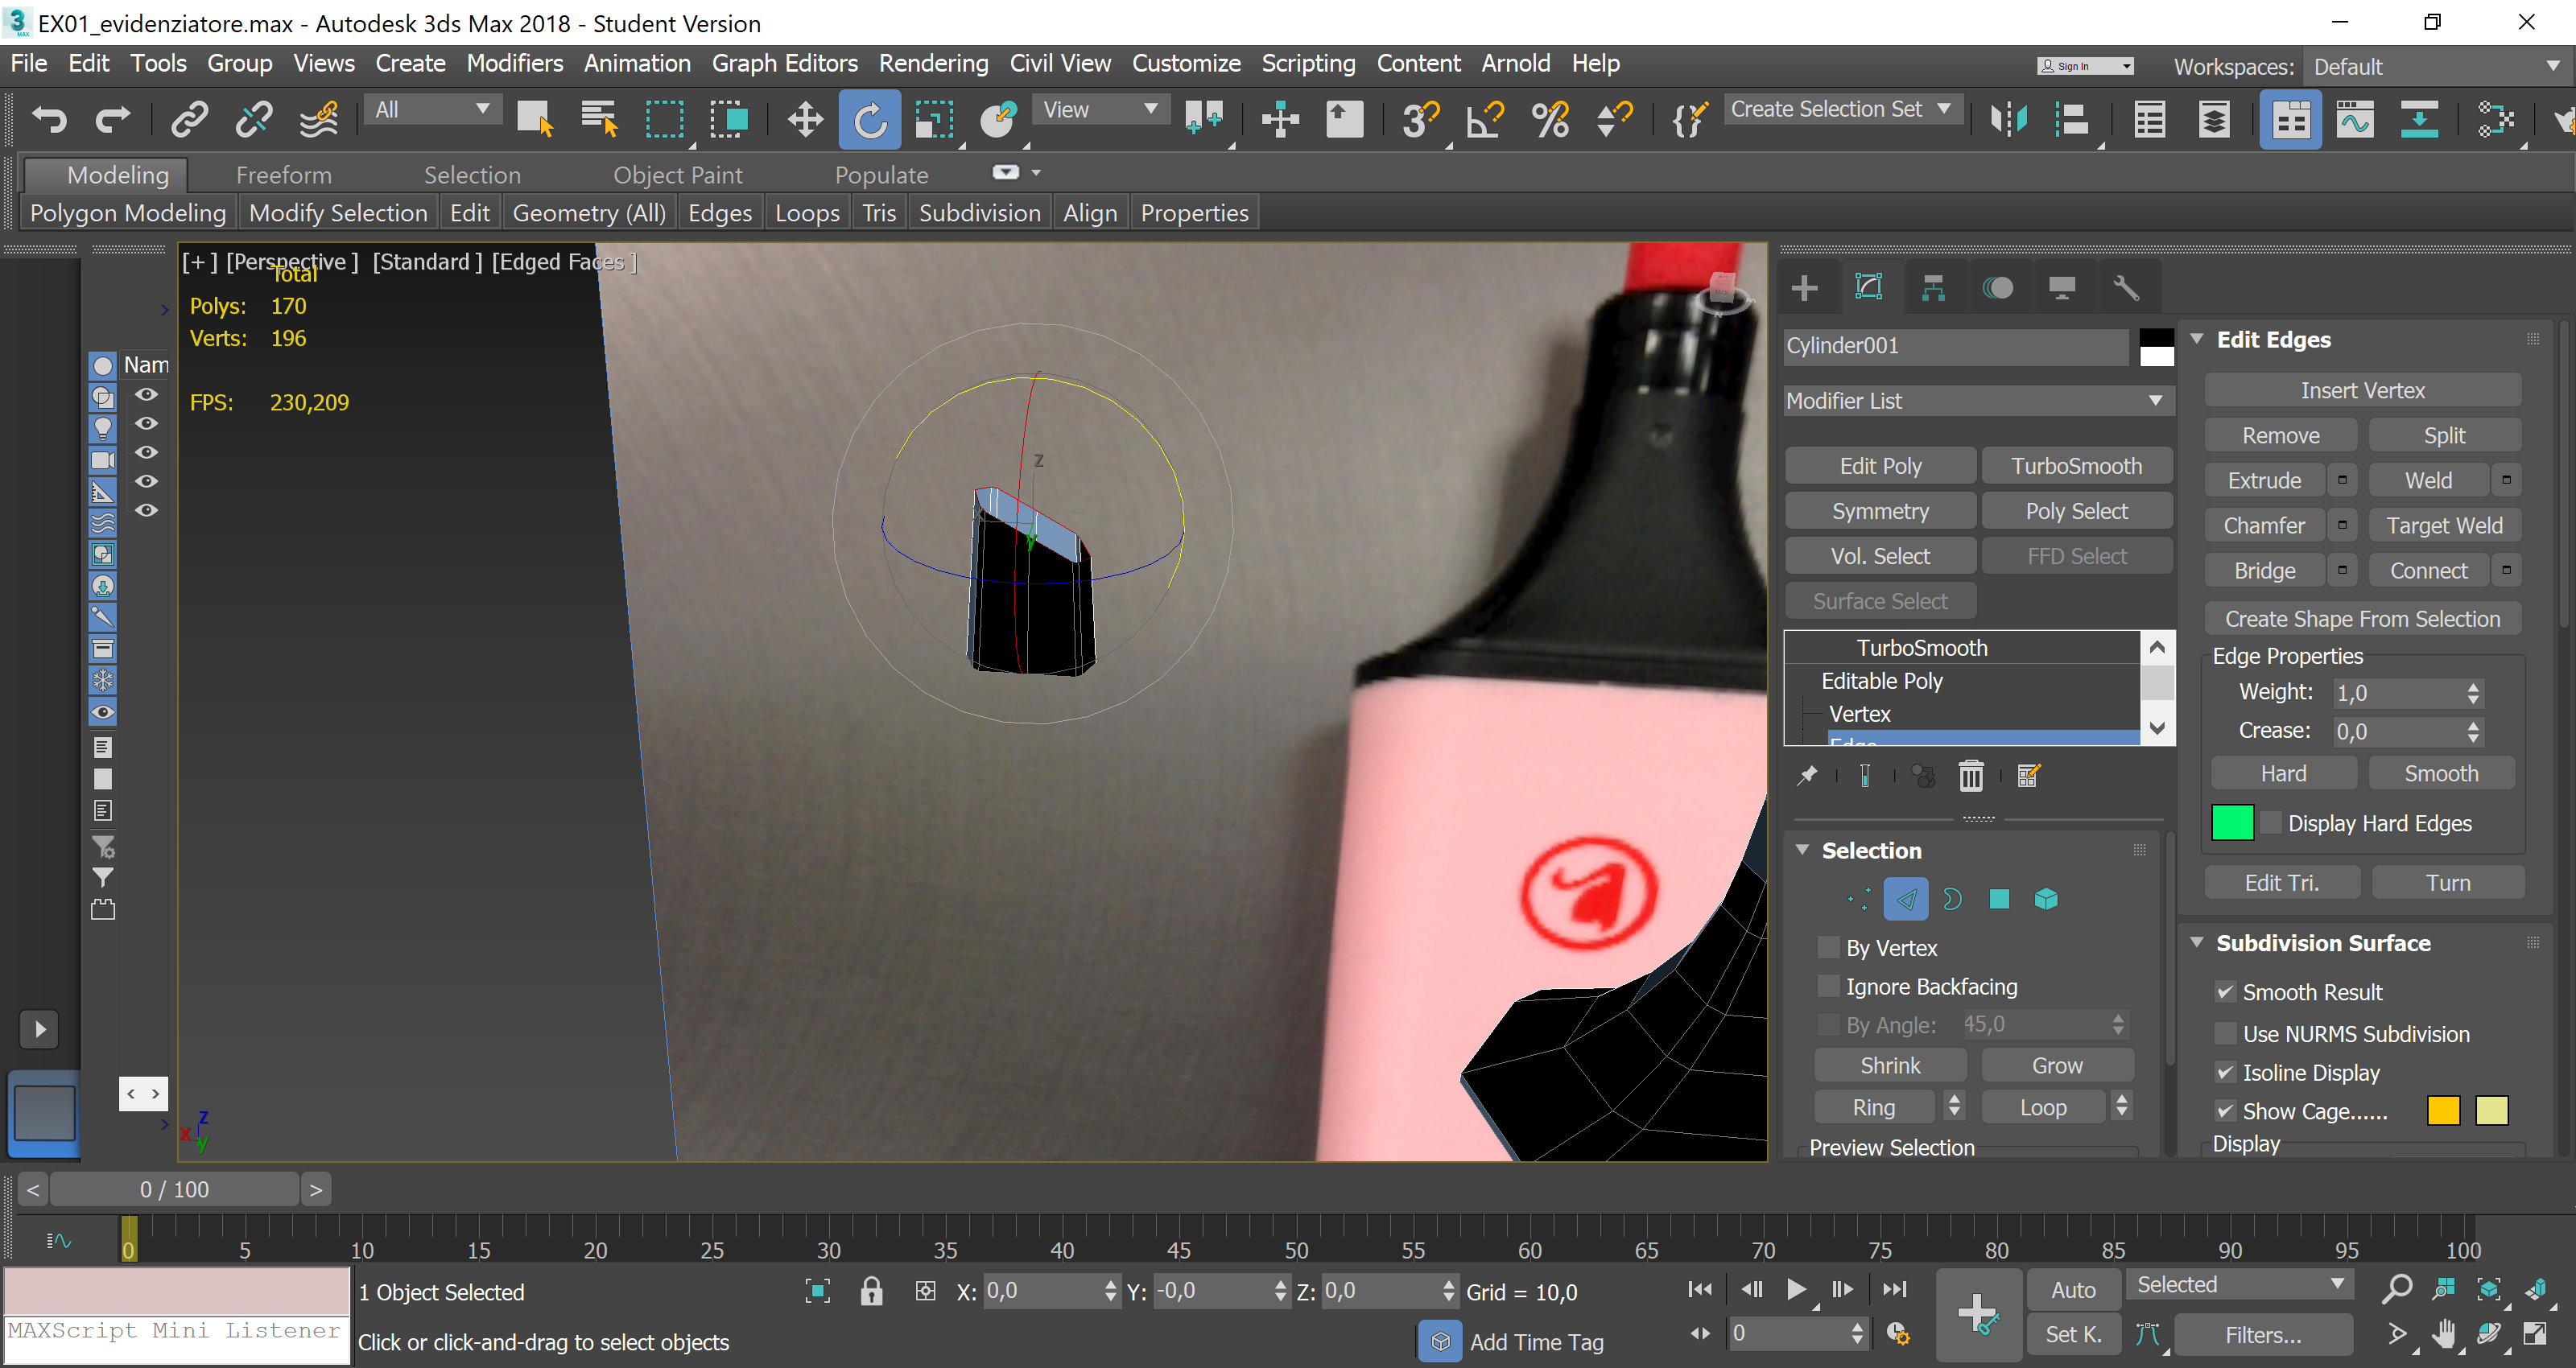 EX01_evidenziatore.max - Autodesk 3ds Max 2018 - Student Version
File Edit Tools Group Views Create Modifiers Animation Graph Editors Rendering Civil View Customize Scripting Content Arnold Help
Sign In
Workspaces: Default
All
View
Create Selection Set
Modeling Freeform Selection Object Paint Populate
Polygon Modeling Modify Selection Edit Geometry (All) Edges Loops Tris Subdivision Align Properties
[+] [Perspective] [Standard] [Edged Faces]
Total
Polys: 170
Verts: 196
FPS: 230,209
Nam
z
x
y
N
z
x
y
Cylinder001
Modifier List
Edit Poly TurboSmooth
Symmetry Poly Select
Vol. Select FFD Select
Surface Select
TurboSmooth
Editable Poly
Vertex
Edge
Selection
By Vertex
Ignore Backfacing
By Angle: 45,0
Shrink Grow
Ring Loop
Preview Selection
Edit Edges
Insert Vertex
Remove Split
Extrude Weld
Chamfer Target Weld
Bridge Connect
Create Shape From Selection
Edge Properties
Weight: 1,0
Crease: 0,0
Hard Smooth
Display Hard Edges
Edit Tri. Turn
Subdivision Surface
Smooth Result
Use NURMS Subdivision
Isoline Display
Show Cage......
Display
< 0 / 100 >
0 5 10 15 20 25 30 35 40 45 50 55 60 65 70 75 80 85 90 95 100
1 Object Selected
X: 0,0 Y: -0,0 Z: 0,0 Grid = 10,0
MAXScript Mini Listener
Click or click-and-drag to select objects
Add Time Tag
0
Auto Selected
Set K. Filters...